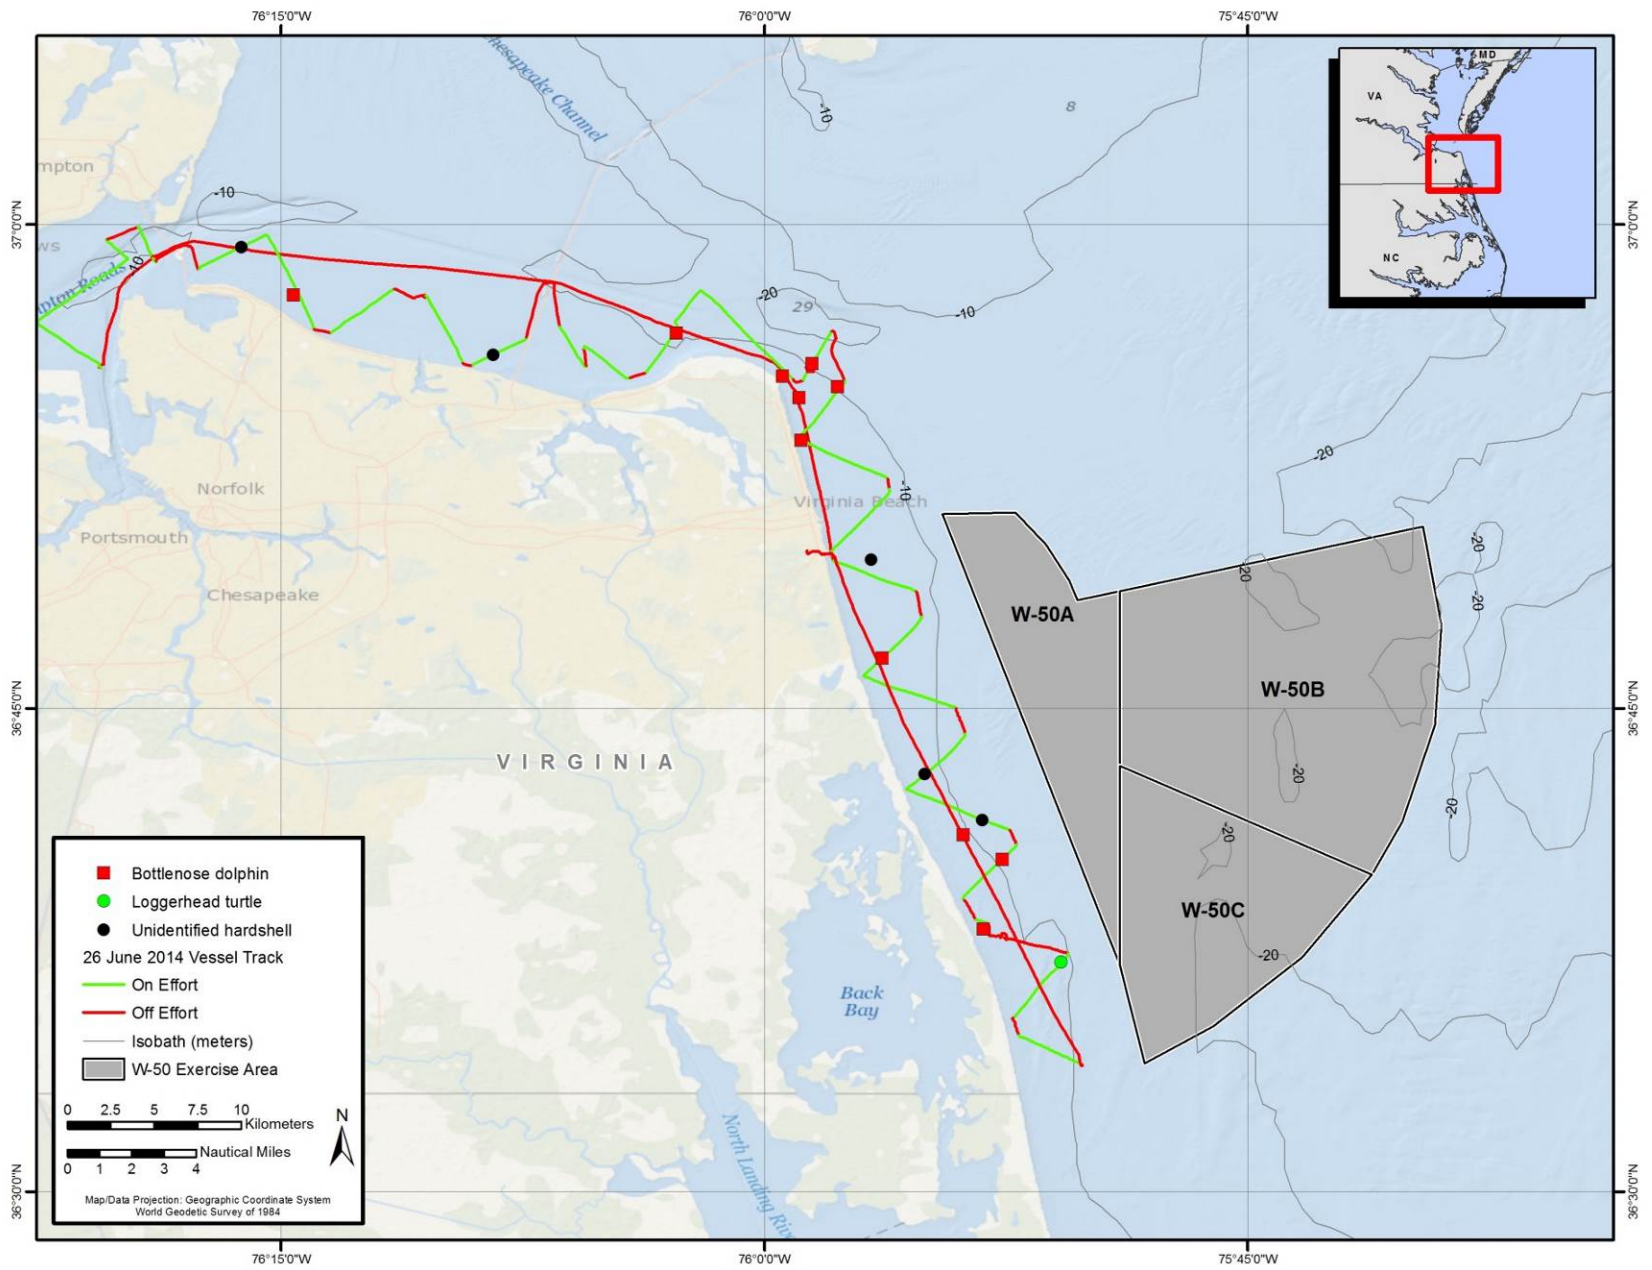 76°15'0"W
76°0'0"W
75°45'0"W
Chesapeake Channel
-10
8
MD
VA
NC
mpton
-10
37°0'0"N
37°0'0"N
ws
-10
-20
29
-10
-20
-10
Norfolk
Virginia Beach
Portsmouth
-20
-20
-20
Chesapeake
W-50A
W-50B
36°45'0"N
36°45'0"N
VIRGINIA
-20
-20
-20
W-50C
-20
Back
Bay
North Landing Riv
Bottlenose dolphin
Loggerhead turtle
Unidentified hardshell
26 June 2014 Vessel Track
On Effort
Off Effort
Isobath (meters)
W-50 Exercise Area
0 2.5 5 7.5 10
Kilometers
N
Nautical Miles
0 1 2 3 4
Map/Data Projection: Geographic Coordinate System
World Geodetic Survey of 1984
36°30'0"N
36°30'0"N
76°15'0"W
76°0'0"W
75°45'0"W